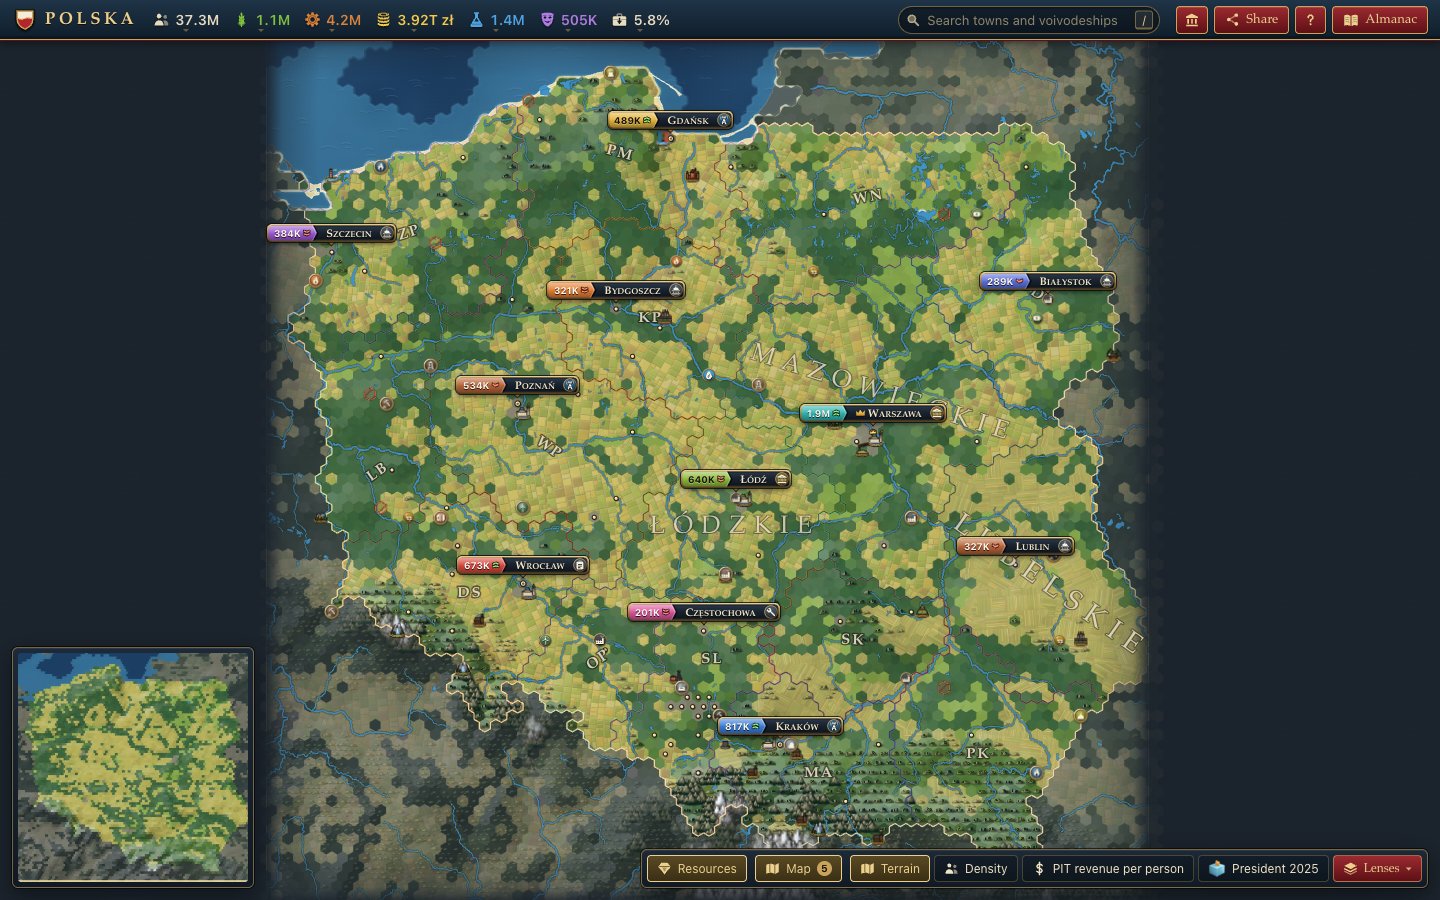 POLSKA 37.3M 1.1M 4.2M 3.92T zł 1.4M 505K 5.8% Search towns and voivodeships / Share ? Almanac
489K Gdańsk
PM
WN
384K Szczecin ZP
289K Białystok
321K Bydgoszcz
KP
MAZOWIECKIE
534K Poznań
1.9M Warszawa
WP
LB
640K Łódź
ŁÓDZKIE
LUBELSKIE
327K Lublin
673K Wrocław
DS
201K Częstochowa
SK
OP
SL
817K Kraków
PK
MA
Resources Map 5 Terrain Density PIT revenue per person President 2025 Lenses